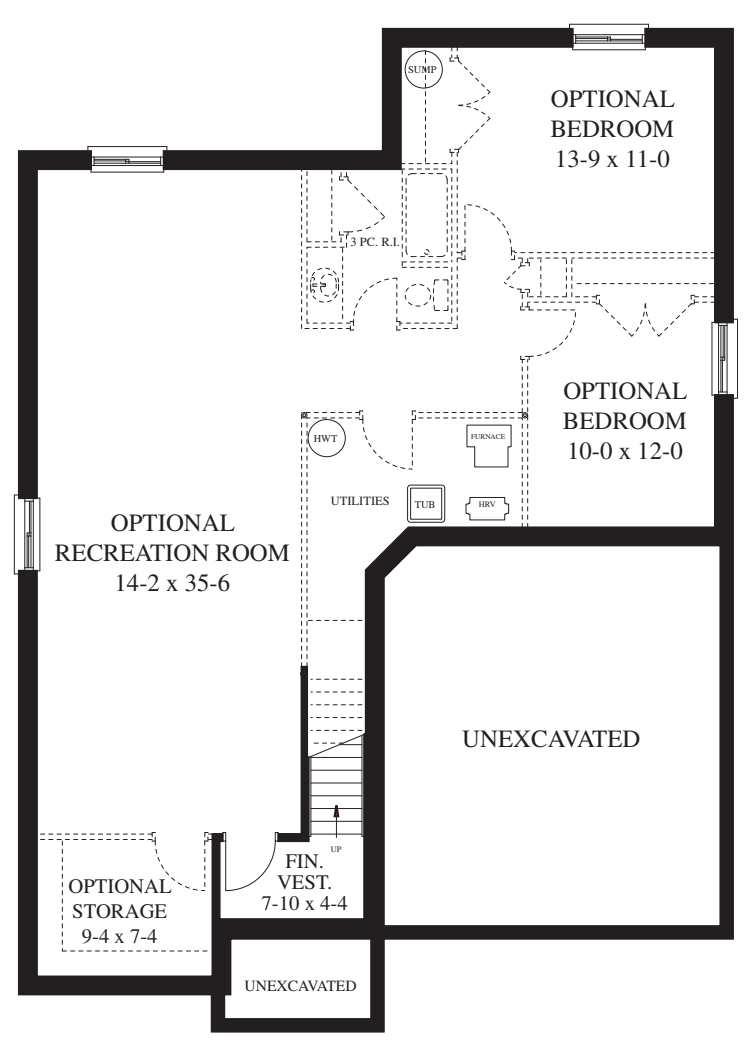 SUMP
OPTIONAL
BEDROOM
13-9 x 11-0
3 PC. R.I.
OPTIONAL
BEDROOM
10-0 x 12-0
HWT
FURNACE
UTILITIES
TUB
HRV
OPTIONAL
RECREATION ROOM
14-2 x 35-6
UNEXCAVATED
UP
FIN.
VEST.
7-10 x 4-4
OPTIONAL
STORAGE
9-4 x 7-4
UNEXCAVATED